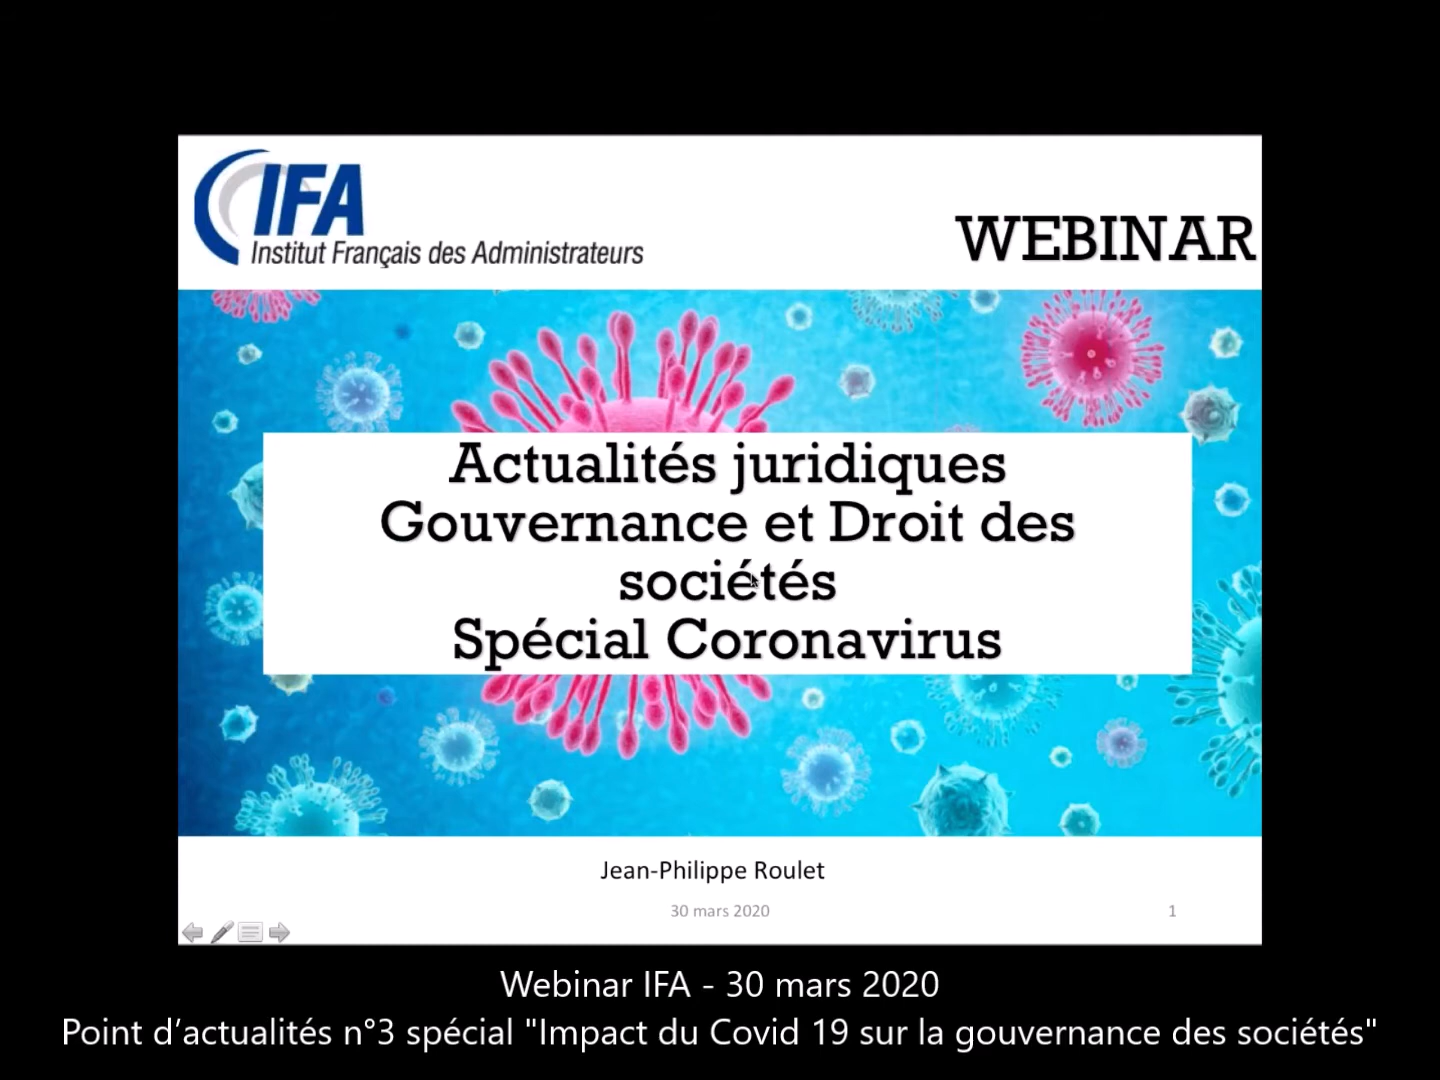 IFA
Institut Français des Administrateurs
WEBINAR
Actualités juridiques
Gouvernance et Droit des
sociétés
Spécial Coronavirus
Jean-Philippe Roulet
30 mars 2020
1
Webinar IFA - 30 mars 2020
Point d’actualités n°3 spécial "Impact du Covid 19 sur la gouvernance des sociétés"